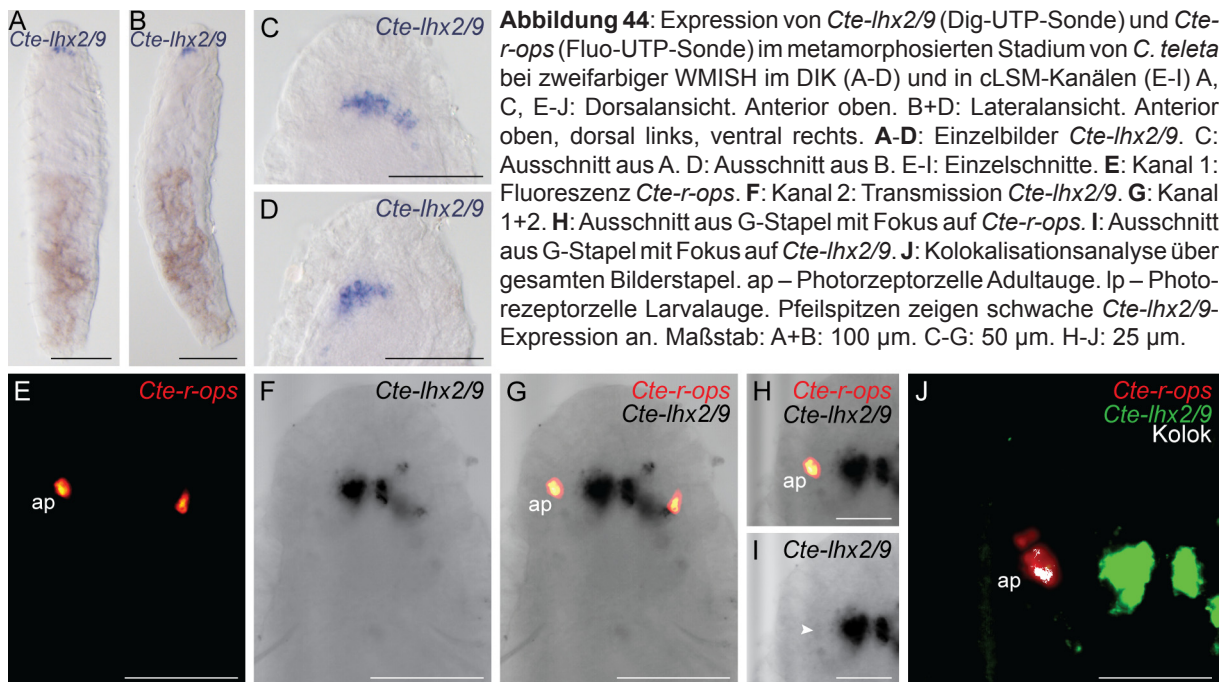 A
Cte-lhx2/9
B
Cte-lhx2/9
C
Cte-lhx2/9
D
Cte-lhx2/9
Abbildung 44: Expression von Cte-lhx2/9 (Dig-UTP-Sonde) und Cte-
r-ops (Fluo-UTP-Sonde) im metamorphosierten Stadium von C. teleta
bei zweifarbiger WMISH im DIK (A-D) und in cLSM-Kanälen (E-I) A,
C, E-J: Dorsalansicht. Anterior oben. B+D: Lateralansicht. Anterior
oben, dorsal links, ventral rechts. A-D: Einzelbilder Cte-lhx2/9. C:
Ausschnitt aus A. D: Ausschnitt aus B. E-I: Einzelschnitte. E: Kanal 1:
Fluoreszenz Cte-r-ops. F: Kanal 2: Transmission Cte-lhx2/9. G: Kanal
1+2. H: Ausschnitt aus G-Stapel mit Fokus auf Cte-r-ops. I: Ausschnitt
aus G-Stapel mit Fokus auf Cte-lhx2/9. J: Kolokalisationsanalyse über
gesamten Bilderstapel. ap – Photorzeptorzelle Adultauge. lp – Photo-
rezeptorzelle Larvalauge. Pfeilspitzen zeigen schwache Cte-lhx2/9-
Expression an. Maßstab: A+B: 100 µm. C-G: 50 µm. H-J: 25 µm.
E
Cte-r-ops
ap
F
Cte-lhx2/9
G
Cte-r-ops
Cte-lhx2/9
ap
H
Cte-r-ops
Cte-lhx2/9
ap
I
Cte-lhx2/9
J
Cte-r-ops
Cte-lhx2/9
Kolok
ap